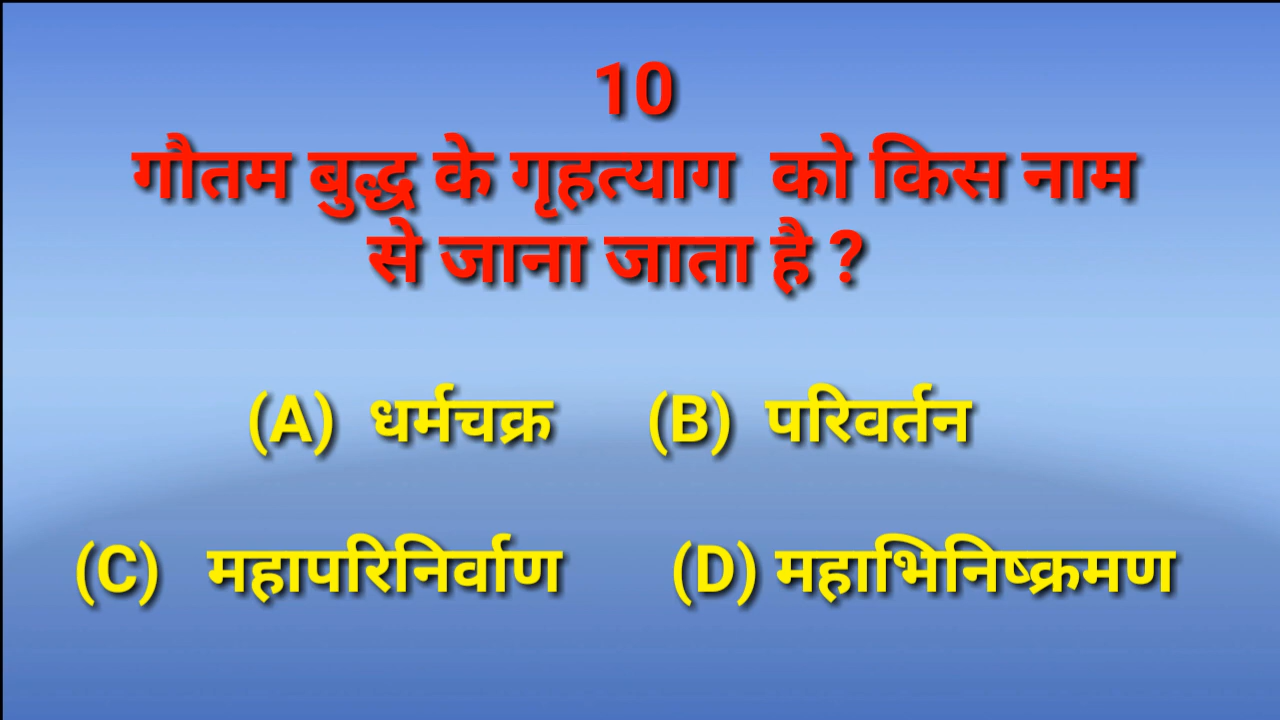 10
गौतम बुद्ध के गृहत्याग को किस नाम
से जाना जाता है ?
(A) धर्मचक्र (B) परिवर्तन
(C) महापरिनिर्वाण (D) महाभिनिष्क्रमण